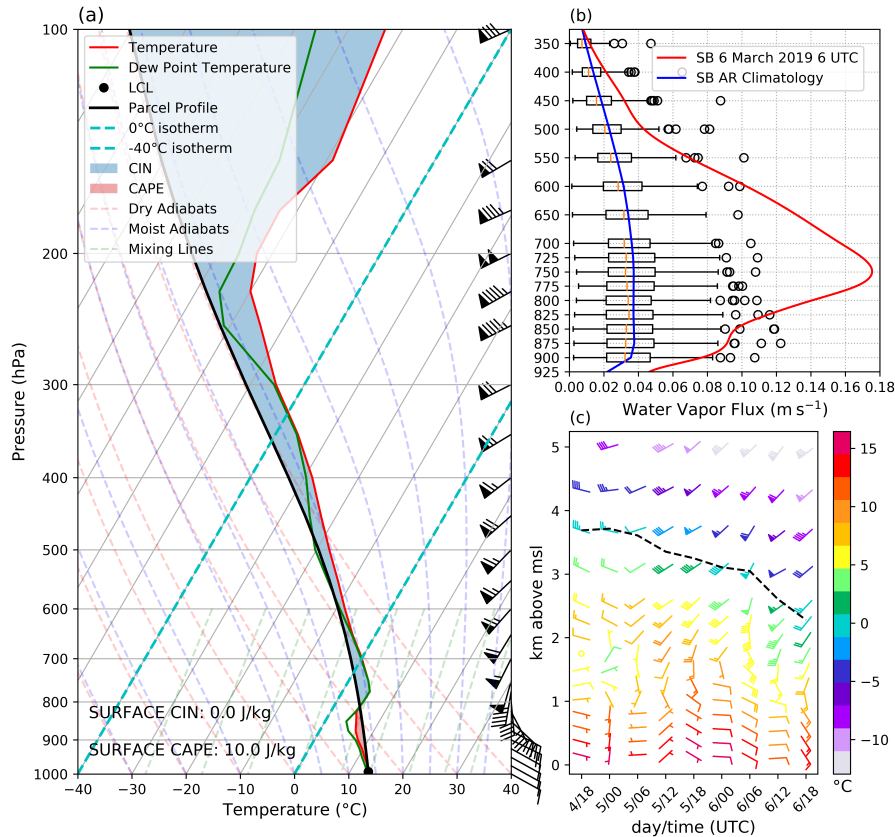 (a)
100
200
300
400
500
600
700
800
900
1000
Pressure (hPa)
Temperature
Dew Point Temperature
LCL
Parcel Profile
0°C isotherm
-40°C isotherm
CIN
CAPE
Dry Adiabats
Moist Adiabats
Mixing Lines
SURFACE CIN: 0.0 J/kg
SURFACE CAPE: 10.0 J/kg
−40 −30 −20 −10 0 10 20 30 40
Temperature (°C)
(b)
350
400
450
500
550
600
650
700
725
750
775
800
825
850
875
900
925
SB 6 March 2019 6 UTC
SB AR Climatology
0.00 0.02 0.04 0.06 0.08 0.10 0.12 0.14 0.16 0.18
Water Vapor Flux (m s⁻¹)
(c)
5
4
3
2
1
0
km above msl
4/18 5/00 5/06 5/12 5/18 6/00 6/06 6/12 6/18
day/time (UTC)
15
10
5
0
−5
−10
°C